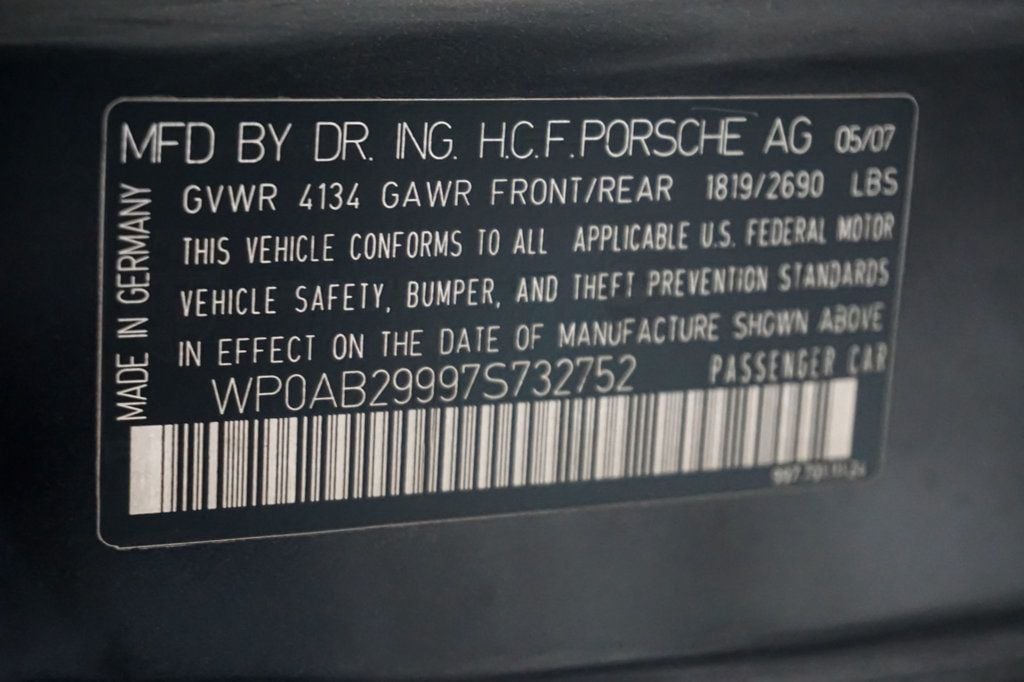 MFD BY DR. ING. H.C.F. PORSCHE AG 05/07
GVWR 4134 GAWR FRONT/REAR 1819/2690 LBS
THIS VEHICLE CONFORMS TO ALL APPLICABLE U.S. FEDERAL MOTOR
VEHICLE SAFETY, BUMPER, AND THEFT PREVENTION STANDARDS
IN EFFECT ON THE DATE OF MANUFACTURE SHOWN ABOVE
WP0AB29997S732752 PASSENGER CAR
MADE IN GERMANY